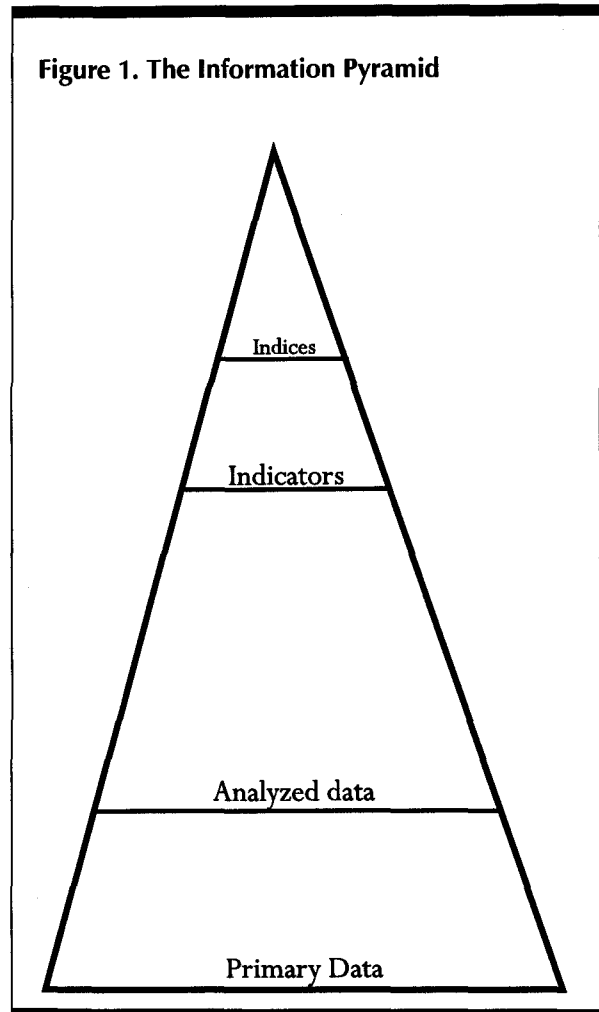 Figure 1. The Information Pyramid
Indices
Indicators
Analyzed data
Primary Data